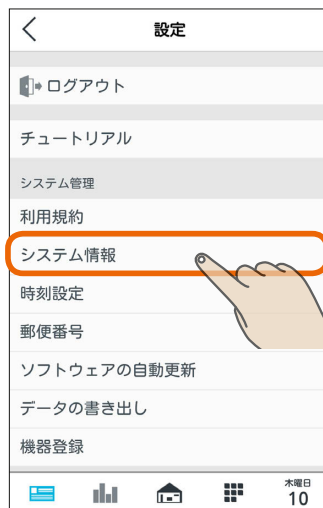 設定
ログアウト
チュートリアル
システム管理
利用規約
システム情報
時刻設定
郵便番号
ソフトウェアの自動更新
データの書き出し
機器登録
木曜日
10